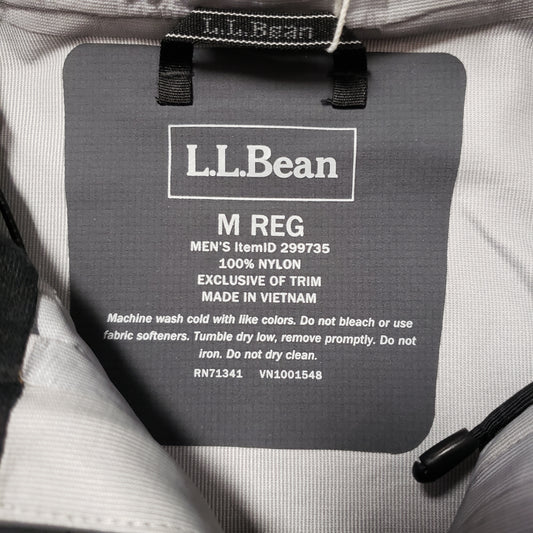 L.L.Bean
L.L.Bean
M REG
MEN'S ItemID 299735
100% NYLON
EXCLUSIVE OF TRIM
MADE IN VIETNAM
Machine wash cold with like colors. Do not bleach or use
fabric softeners. Tumble dry low, remove promptly. Do not
iron. Do not dry clean.
RN71341 VN1001548